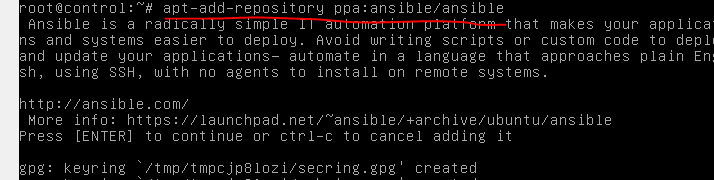 root@control:~# apt-add-repository ppa:ansible/ansible
Ansible is a radically simple IT automation platform that makes your applicat
ns and systems easier to deploy. Avoid writing scripts or custom code to deplo
and update your applications— automate in a language that approaches plain Eng
sh, using SSH, with no agents to install on remote systems.
http://ansible.com/
More info: https://launchpad.net/~ansible/+archive/ubuntu/ansible
Press [ENTER] to continue or ctrl-c to cancel adding it
gpg: keyring `/tmp/tmpcjp8lozi/secring.gpg' created